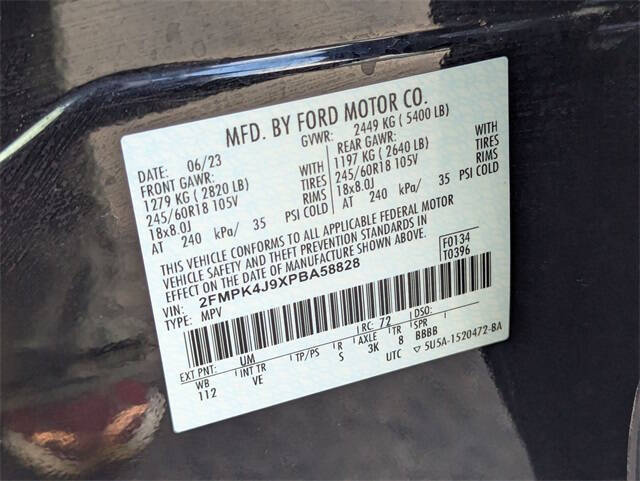 MFD. BY FORD MOTOR CO.
DATE: 06/23 GVWR: 2449 KG ( 5400 LB)
FRONT GAWR: REAR GAWR:
1279 KG ( 2820 LB) WITH 1197 KG ( 2640 LB) WITH
245/60R18 105V TIRES 245/60R18 105V TIRES
18x8.0J RIMS 18x8.0J RIMS
AT 240 kPa/ 35 PSI COLD AT 240 kPa/ 35 PSI COLD
THIS VEHICLE CONFORMS TO ALL APPLICABLE FEDERAL MOTOR
VEHICLE SAFETY AND THEFT PREVENTION STANDARDS IN
EFFECT ON THE DATE OF MANUFACTURE SHOWN ABOVE.
F0134
T0396
VIN: 2FMPK4J9XPBA58828
TYPE: MPV
EXT PNT: UM RC: 72 DSO:
WB INT TR TP/PS R AXLE TR SPR
112 VE S 3K 8 BBBB
UTC 5U5A-1520472-BA